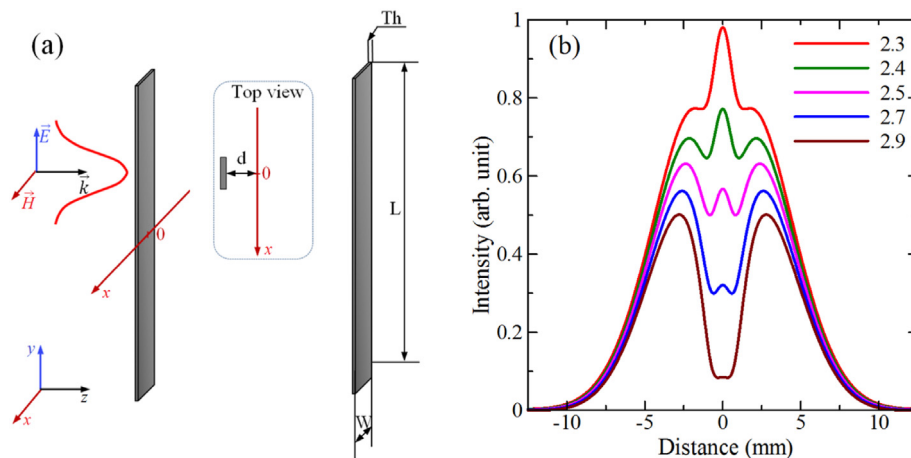 (a)
Th
Top view
E
k
H
d
0
0
x
x
L
y
z
x
W
(b)
2.3
2.4
2.5
2.7
2.9
Intensity (arb. unit)
1
0.8
0.6
0.4
0.2
0
-10
-5
0
5
10
Distance (mm)